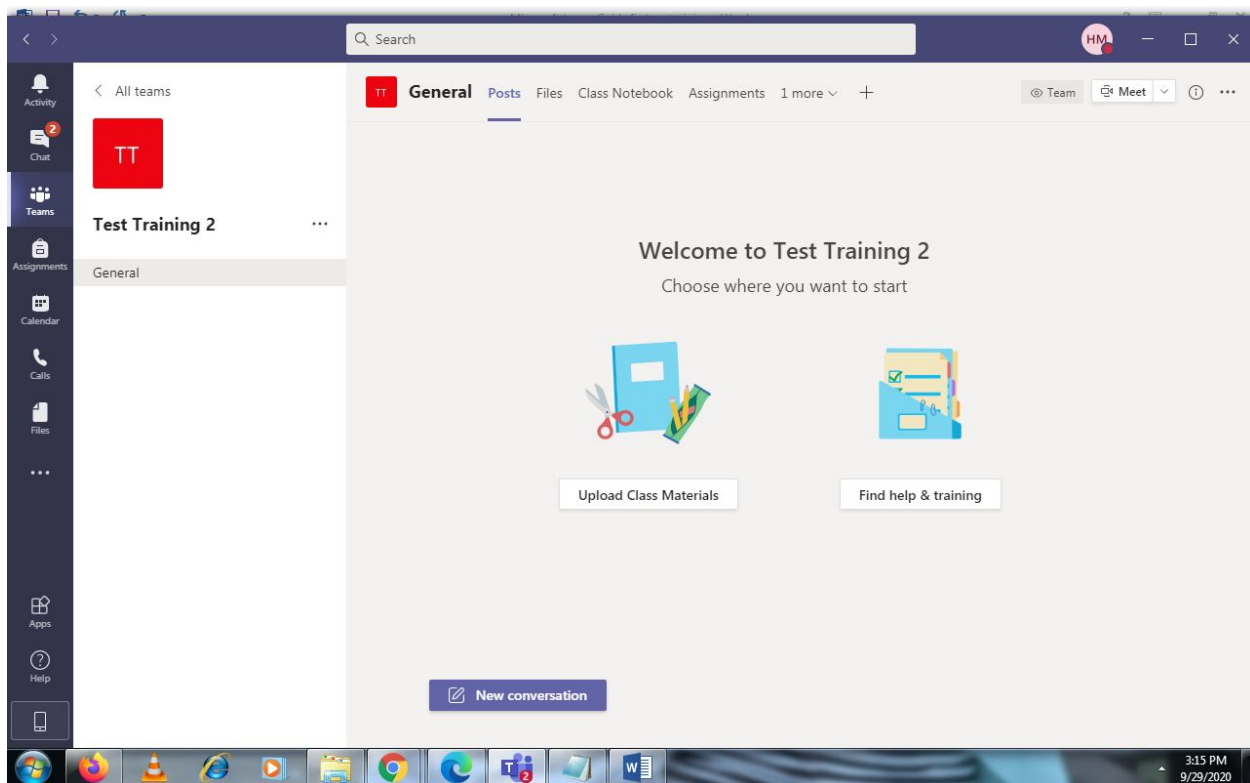 Search
HM
Activity
2
Chat
Teams
Assignments
Calendar
Calls
Files
Apps
Help
All teams
TT
Test Training 2
General
TT General Posts Files Class Notebook Assignments 1 more
Team Meet
Welcome to Test Training 2
Choose where you want to start
Upload Class Materials Find help & training
New conversation
T 2 W
3:15 PM
9/29/2020